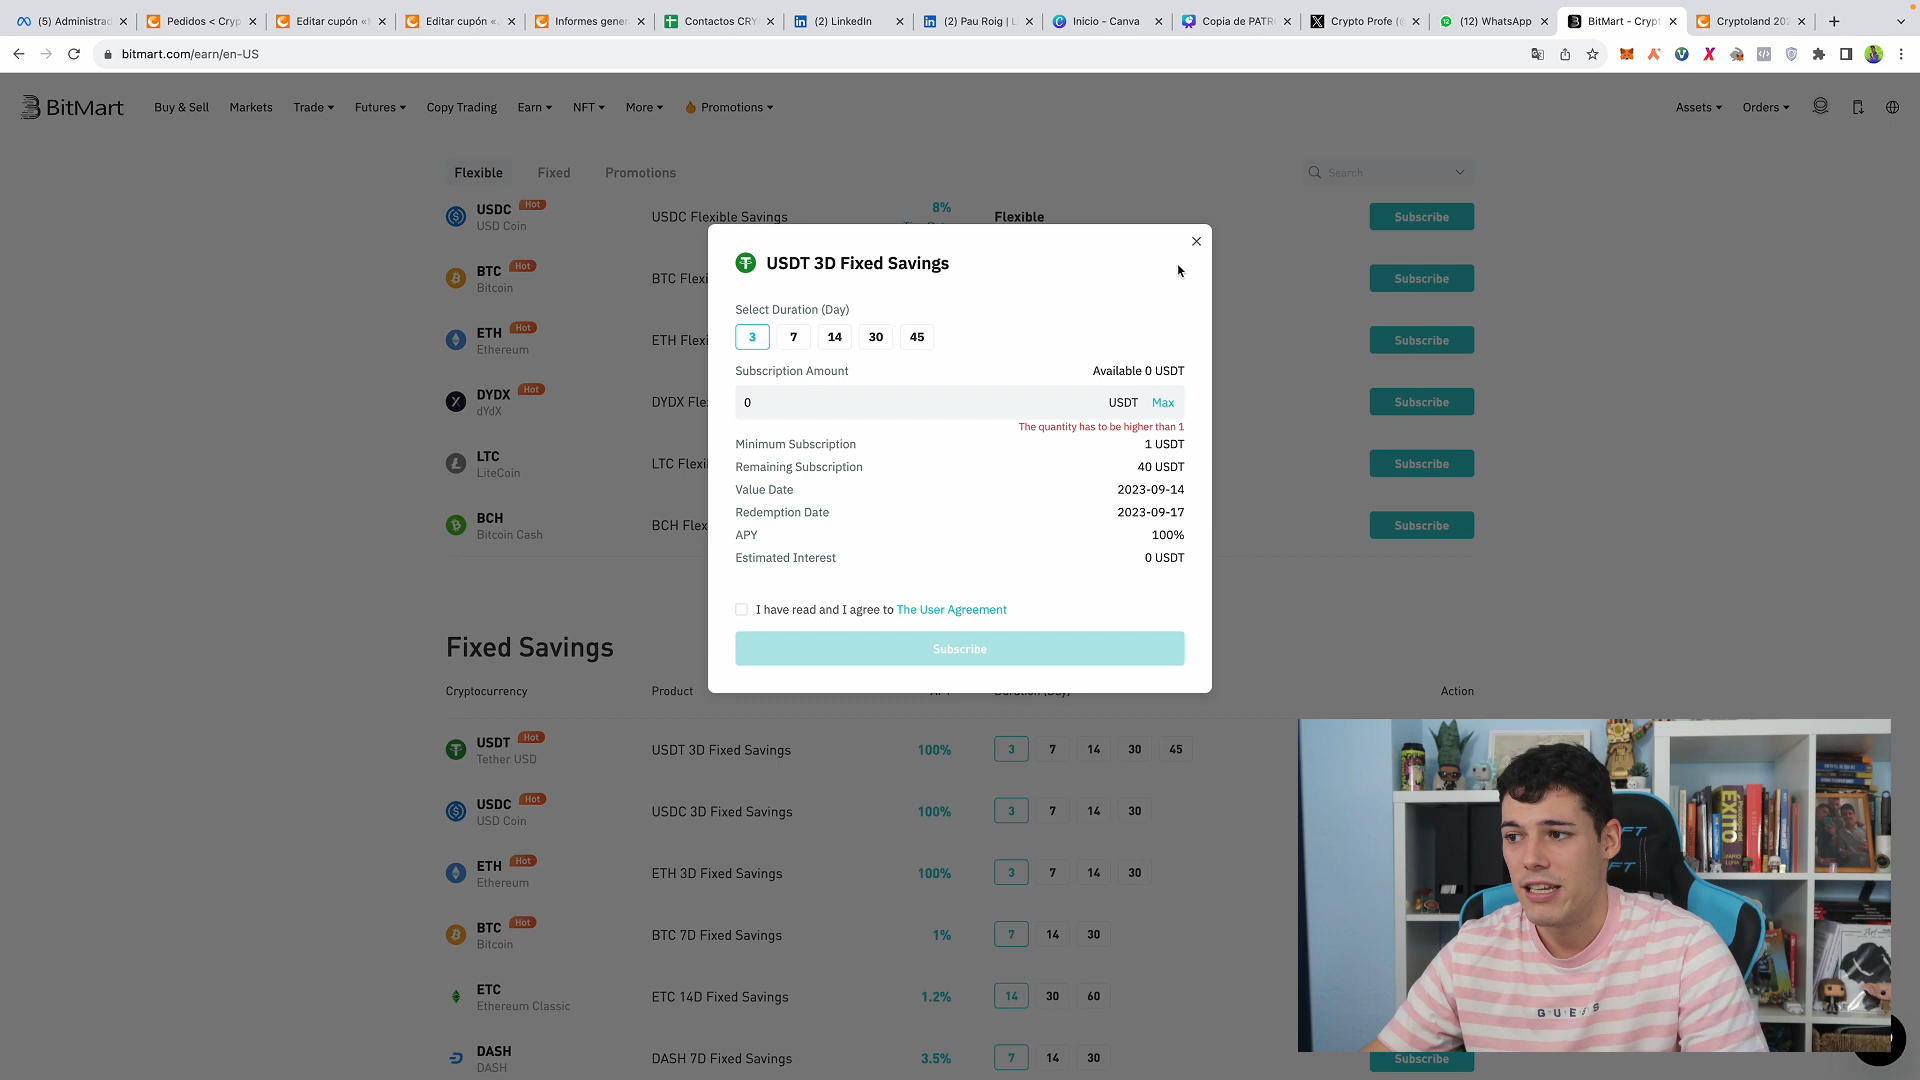 (5) Administrad
Pedidos < Cryp
Editar cupón «
Editar cupón «
Informes gener
Contactos CRY
(2) LinkedIn
(2) Pau Roig | L
Inicio - Canva
Copia de PATR
Crypto Profe (@
(12) WhatsApp
BitMart - Crypt
Cryptoland 202
bitmart.com/earn/en-US
BitMart
Buy & Sell
Markets
Trade
Futures
Copy Trading
Earn
NFT
More
Promotions
Assets
Orders
Flexible
Fixed
Promotions
Search
USDC Hot
USD Coin
USDC Flexible Savings
8%
Flexible
Subscribe
BTC Hot
Bitcoin
BTC Flexi
Subscribe
ETH Hot
Ethereum
ETH Flexi
Subscribe
DYDX Hot
dYdX
DYDX Fle
Subscribe
LTC
LiteCoin
LTC Flexi
Subscribe
BCH
Bitcoin Cash
BCH Flex
Subscribe
USDT 3D Fixed Savings
Select Duration (Day)
3 7 14 30 45
Subscription Amount Available 0 USDT
0 USDT Max
The quantity has to be higher than 1
Minimum Subscription 1 USDT
Remaining Subscription 40 USDT
Value Date 2023-09-14
Redemption Date 2023-09-17
APY 100%
Estimated Interest 0 USDT
I have read and I agree to The User Agreement
Subscribe
Fixed Savings
Cryptocurrency
Product
APY
Duration (Day)
Action
USDT Hot
Tether USD
USDT 3D Fixed Savings
100%
3 7 14 30 45
USDC Hot
USD Coin
USDC 3D Fixed Savings
100%
3 7 14 30
ETH Hot
Ethereum
ETH 3D Fixed Savings
100%
3 7 14 30
BTC Hot
Bitcoin
BTC 7D Fixed Savings
1%
7 14 30
ETC
Ethereum Classic
ETC 14D Fixed Savings
1.2%
14 30 60
DASH
DASH
DASH 7D Fixed Savings
3.5%
7 14 30
Subscribe
ÉXITO
GUESS